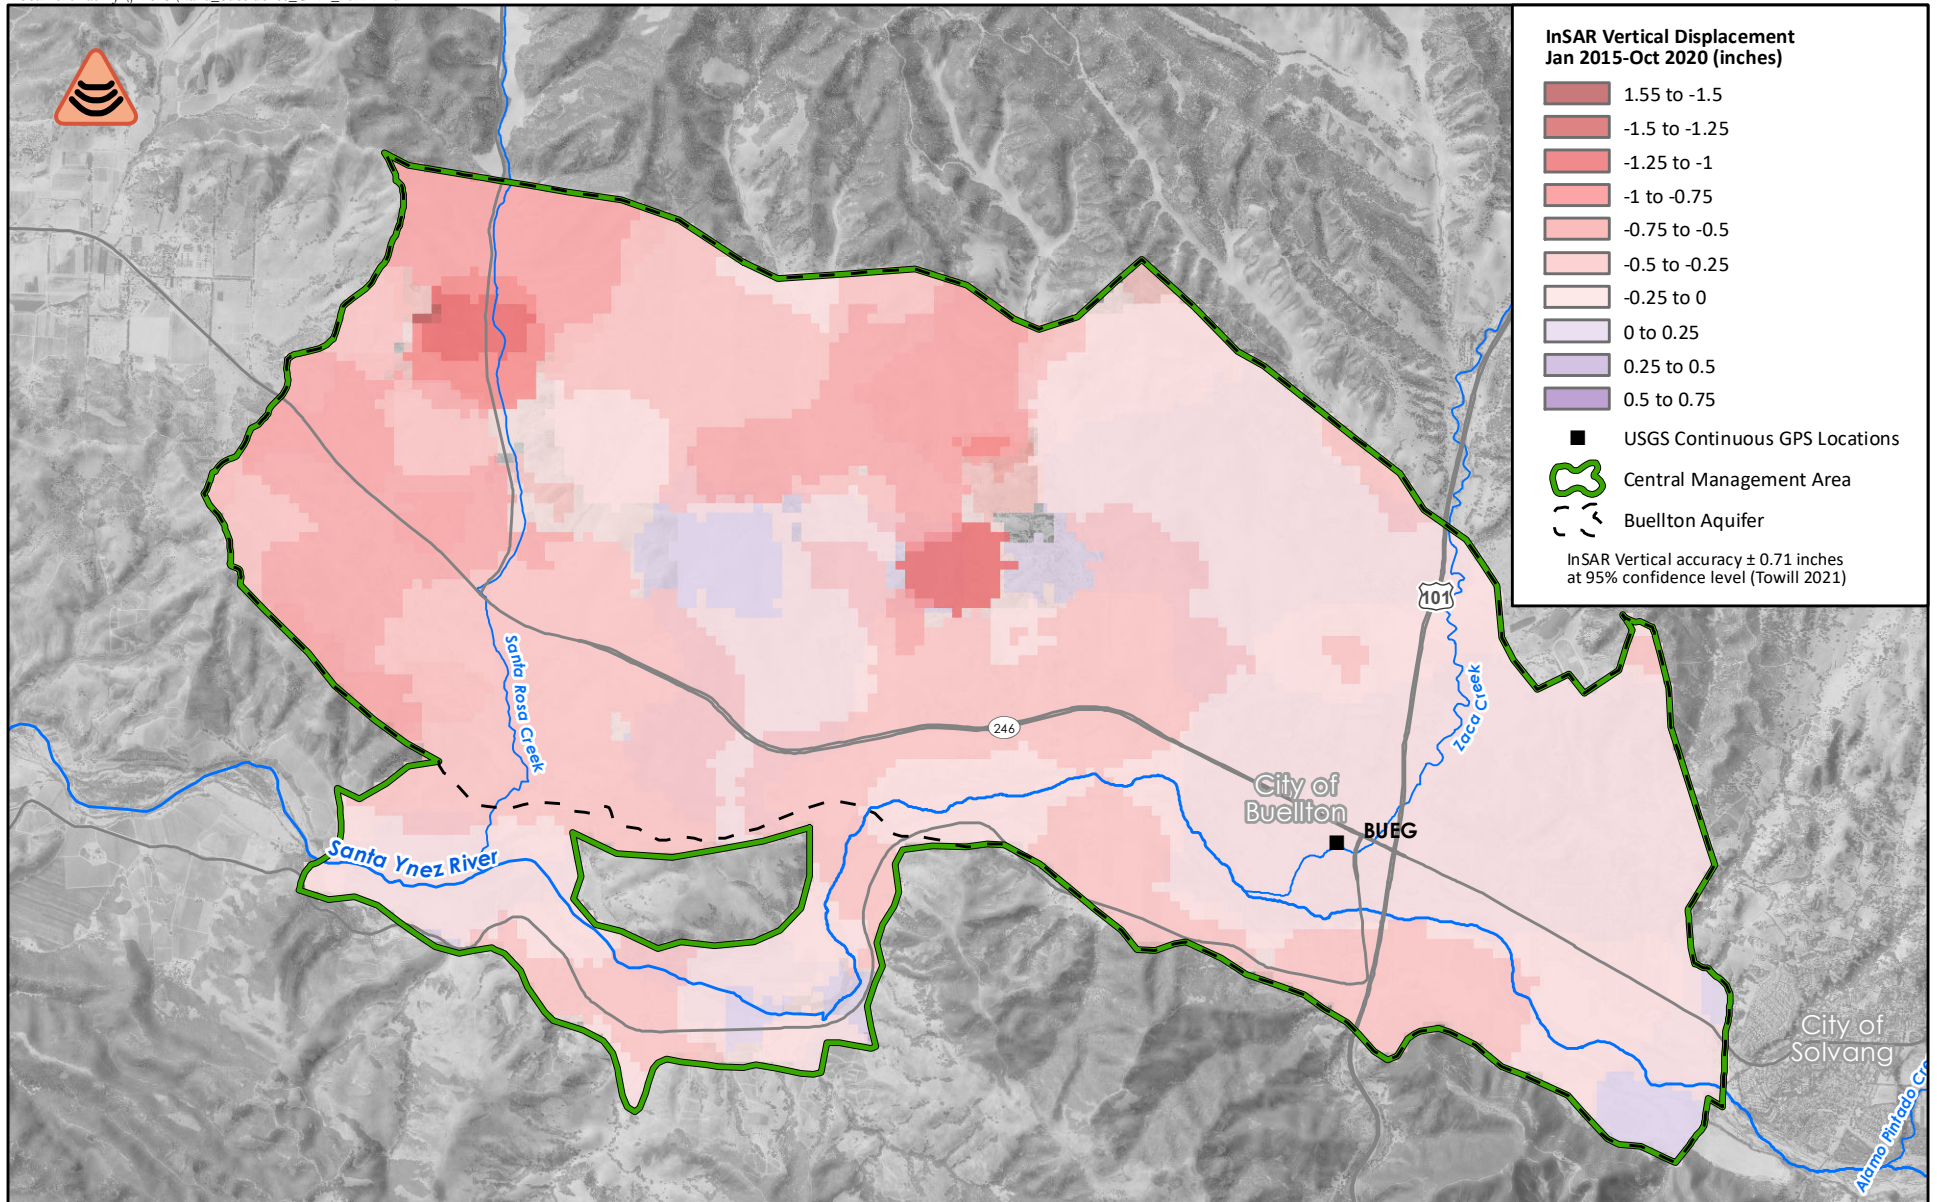 InSAR Vertical Displacement
Jan 2015-Oct 2020 (inches)
1.55 to -1.5
-1.5 to -1.25
-1.25 to -1
-1 to -0.75
-0.75 to -0.5
-0.5 to -0.25
-0.25 to 0
0 to 0.25
0.25 to 0.5
0.5 to 0.75
USGS Continuous GPS Locations
Central Management Area
Buellton Aquifer
InSAR Vertical accuracy ± 0.71 inches
at 95% confidence level (Towill 2021)
101
Santa Rosa Creek
Zaca Creek
246
City of
Buellton
BUEG
Santa Ynez River
City of
Solvang
Alamo Pintado